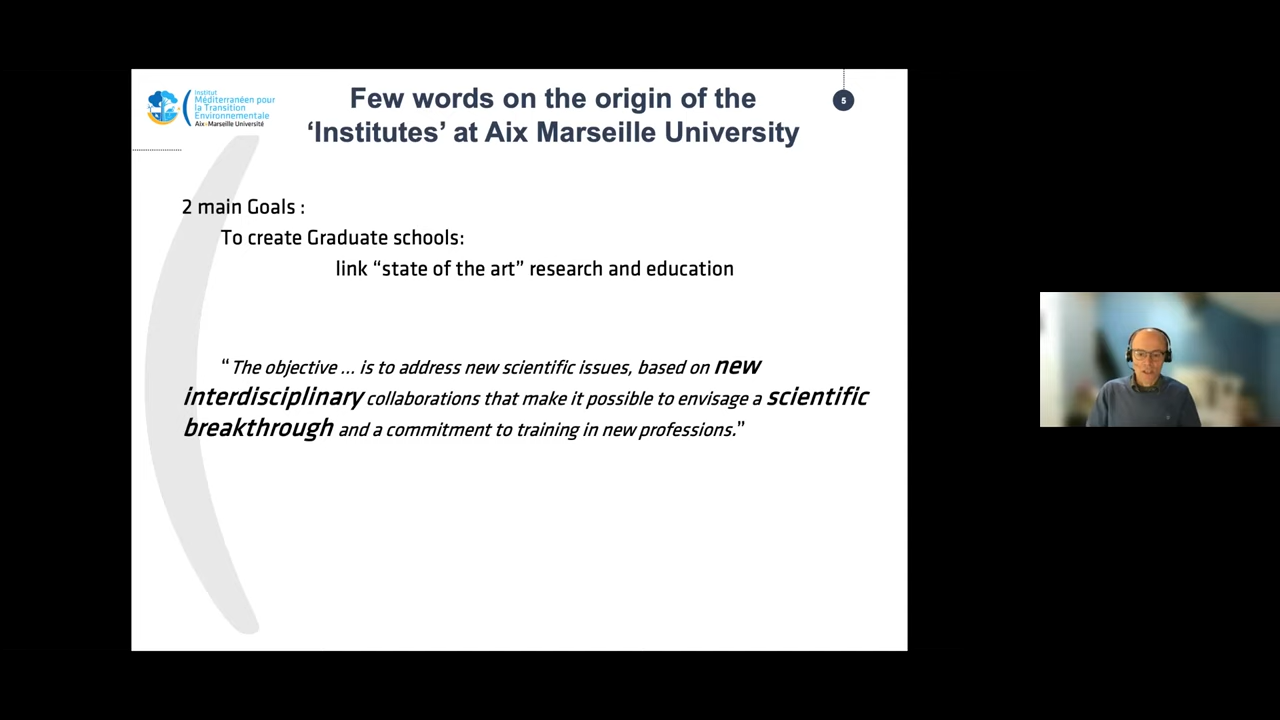 Institut
Méditerranéen pour
la Transition
Environnementale
Aix-Marseille Université
Few words on the origin of the
‘Institutes’ at Aix Marseille University
5
2 main Goals :
To create Graduate schools:
link “state of the art” research and education
“ The objective ... is to address new scientific issues, based on new
interdisciplinary collaborations that make it possible to envisage a scientific
breakthrough and a commitment to training in new professions.”